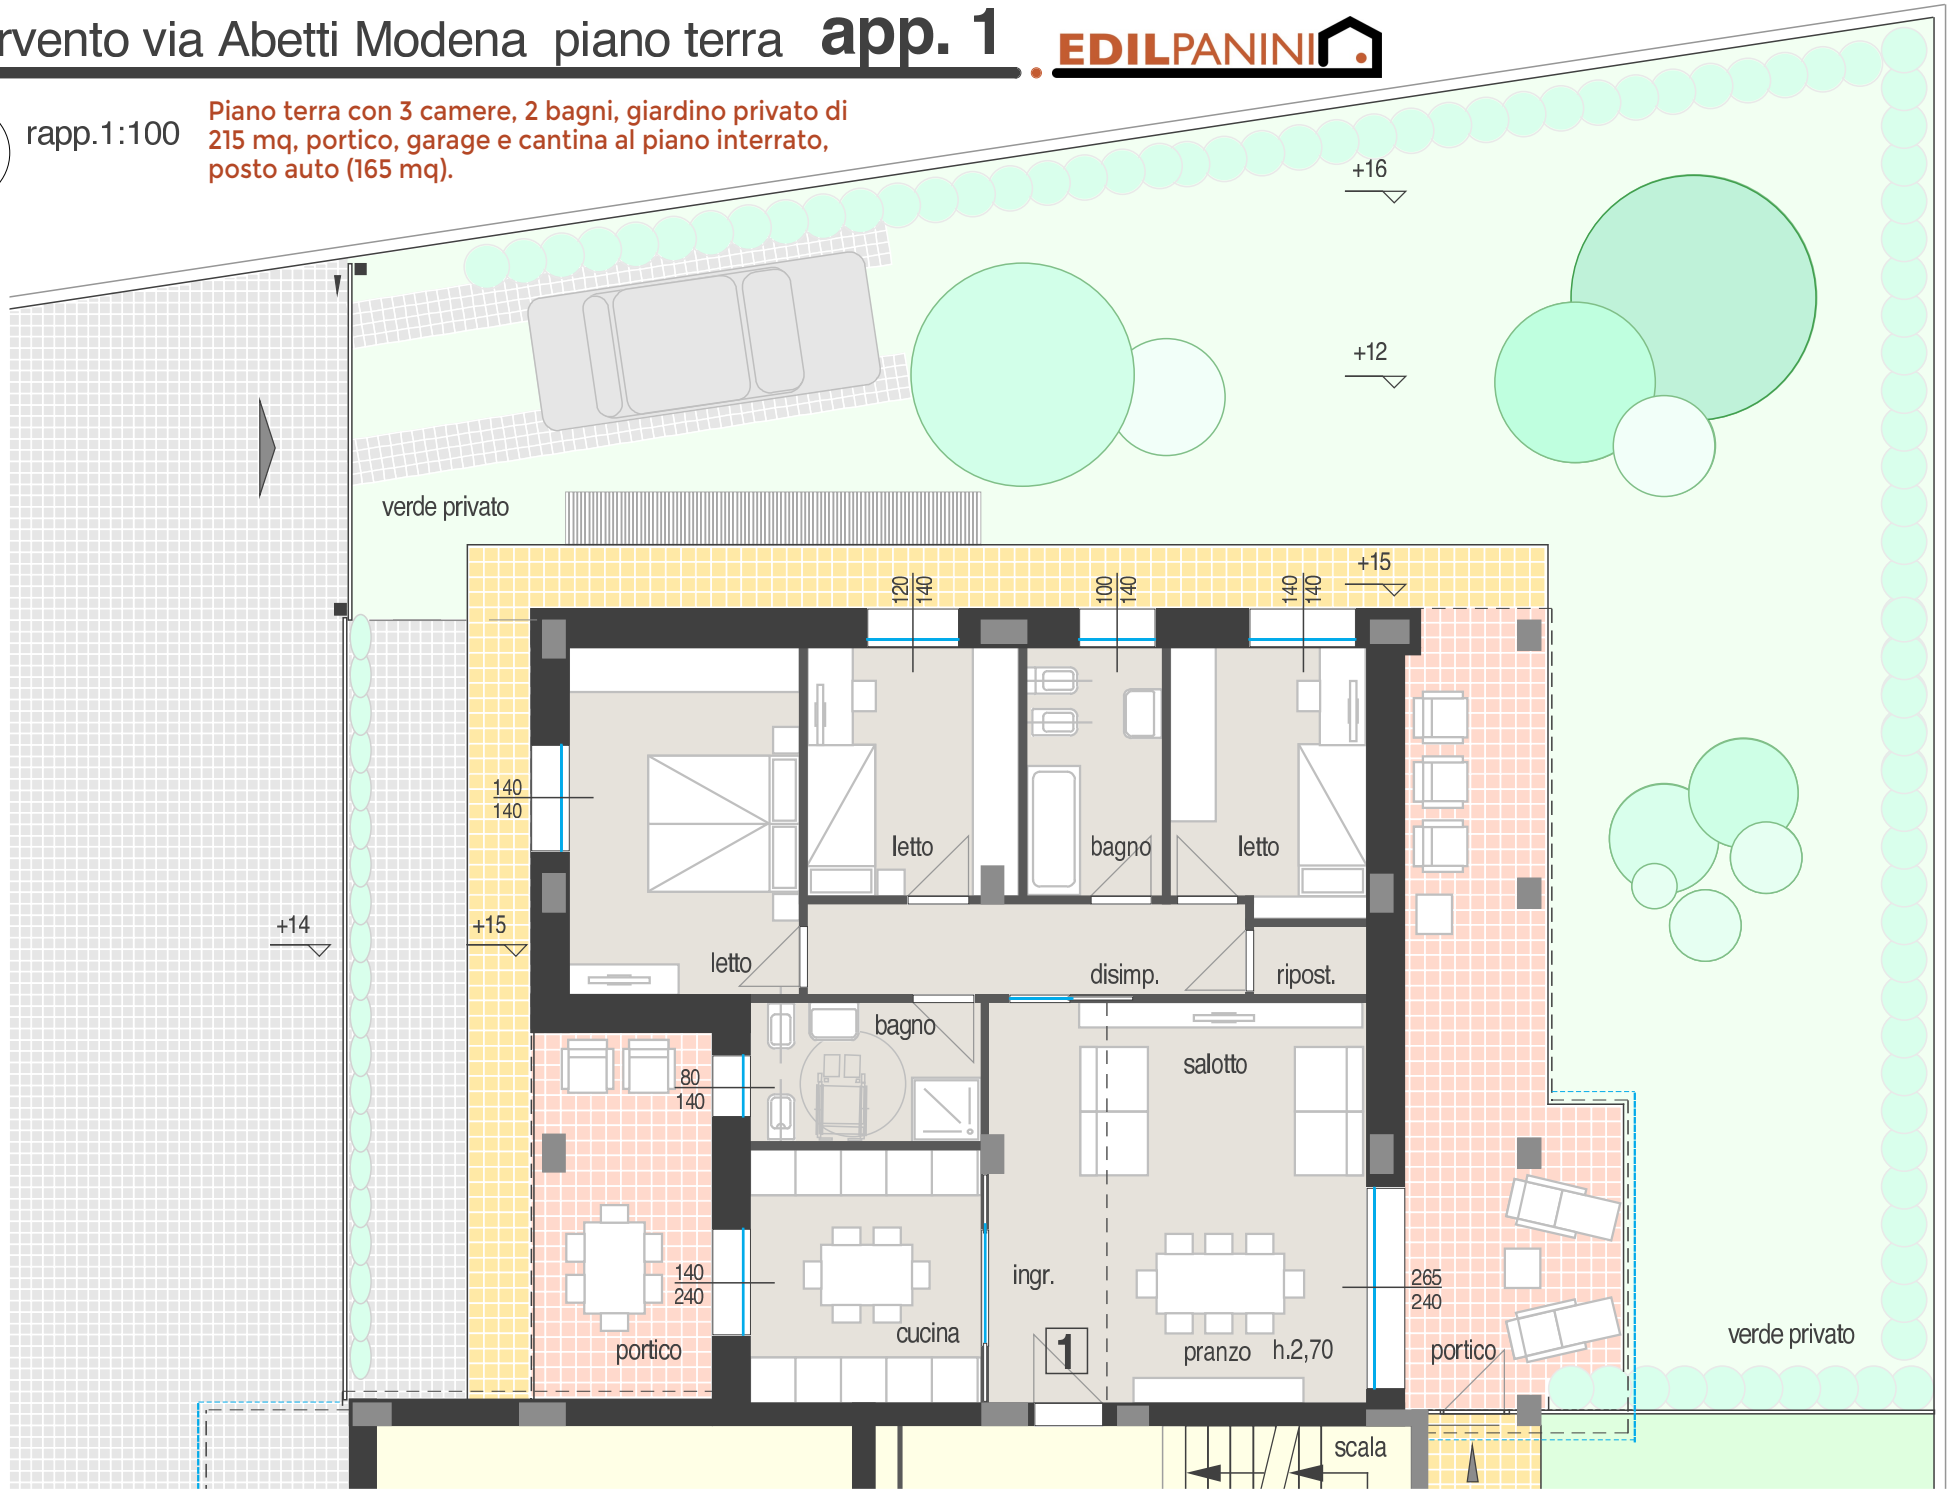 rvento via Abetti Modena piano terra app. 1
EDILPANINI
rapp.1:100
Piano terra con 3 camere, 2 bagni, giardino privato di
215 mq, portico, garage e cantina al piano interrato,
posto auto (165 mq).
+16
+12
verde privato
+15
120
140
100
140
140
140
140
140
letto
bagno
letto
+14
+15
letto
disimp.
ripost.
bagno
salotto
80
140
140
240
ingr.
265
240
cucina
portico
1
pranzo
h.2,70
portico
verde privato
scala